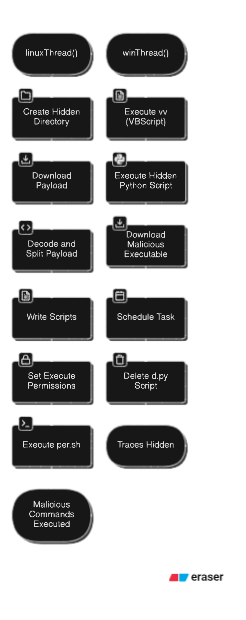 linuxThread()
winThread()
Create Hidden
Directory
Execute vv
(VBScript)
Download
Payload
Execute Hidden
Python Script
Decode and
Split Payload
Download
Malicious
Executable
Write Scripts
Schedule Task
Set Execute
Permissions
Delete d.py
Script
Execute per.sh
Traces Hidden
Malicious
Commands
Executed
eraser